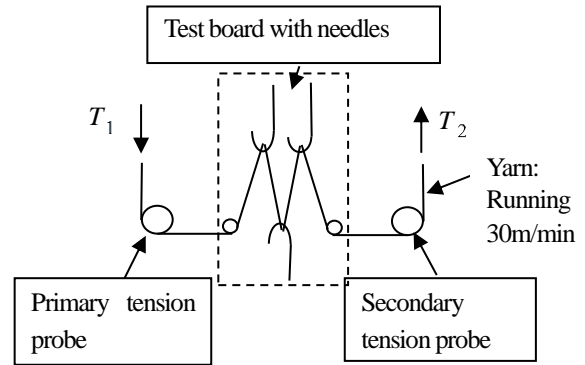 Test board with needles
T1
T2
Yarn:
Running
30m/min
Primary tension
probe
Secondary
tension probe